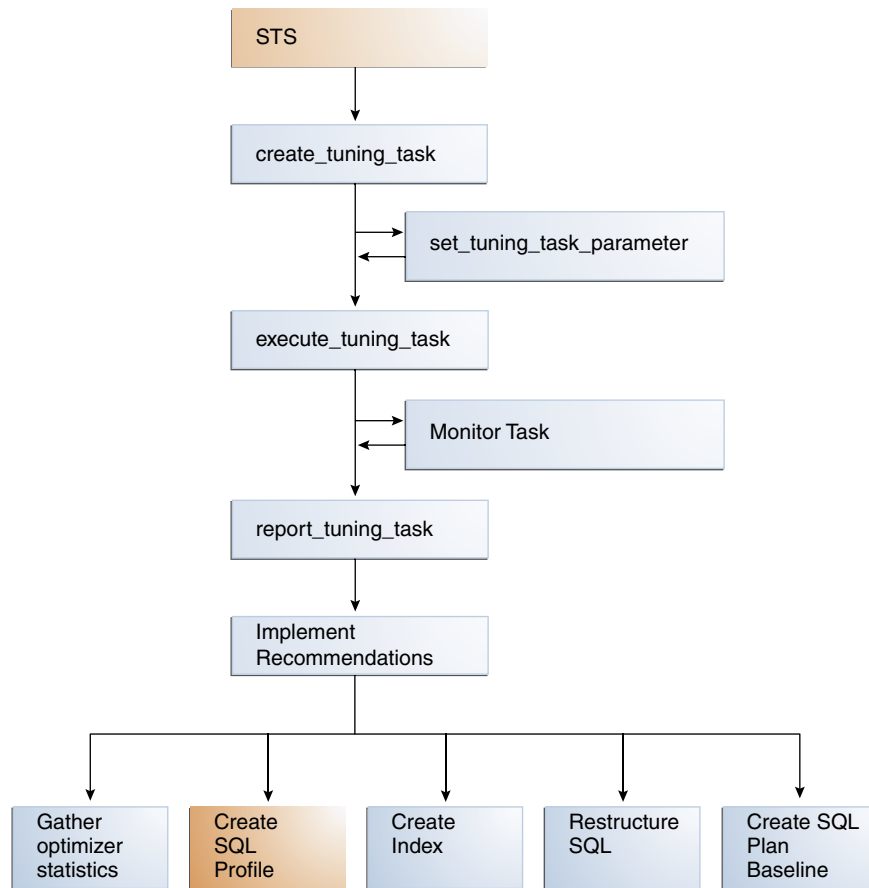 STS
create_tuning_task
set_tuning_task_parameter
execute_tuning_task
Monitor Task
report_tuning_task
Implement
Recommendations
Gather
optimizer
statistics
Create
SQL
Profile
Create
Index
Restructure
SQL
Create SQL
Plan
Baseline